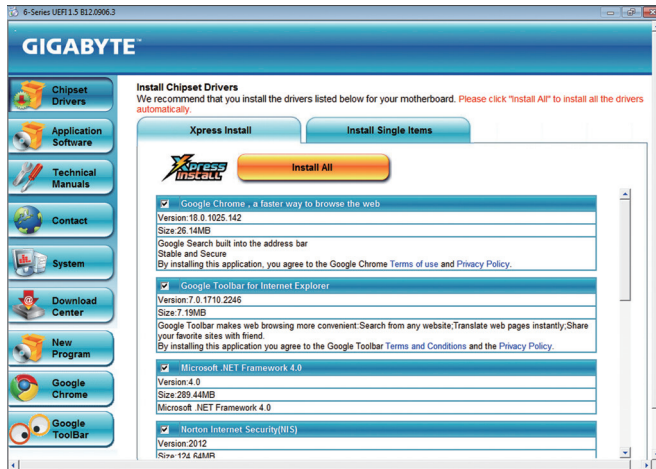 6-Series UEFI 1.5 B12.0906.3
GIGABYTE™
Chipset
Drivers
Application
Software
Technical
Manuals
Contact
System
Download
Center
New
Program
Google
Chrome
Google
ToolBar
Install Chipset Drivers
We recommend that you install the drivers listed below for your motherboard. Please click "Install All" to install all the drivers
automatically.
Xpress Install
Install Single Items
Xpress
Install
Install All
Google Chrome , a faster way to browse the web
Version:18.0.1025.142
Size:26.14MB
Google Search built into the address bar
Stable and Secure
By installing this application, you agree to the Google Chrome Terms of use and Privacy Policy.
Google Toolbar for Internet Explorer
Version:7.0.1710.2246
Size:7.19MB
Google Toolbar makes web browsing more convenient:Search from any website;Translate web pages instantly;Share
your favorite sites with friend.
By installing this application you agree to the Google Toolbar Terms and Conditions and the Privacy Policy.
Microsoft .NET Framework 4.0
Version:4.0
Size:289.44MB
Microsoft .NET Framework 4.0
Norton Internet Security(NIS)
Version:2012
Size:124.64MB